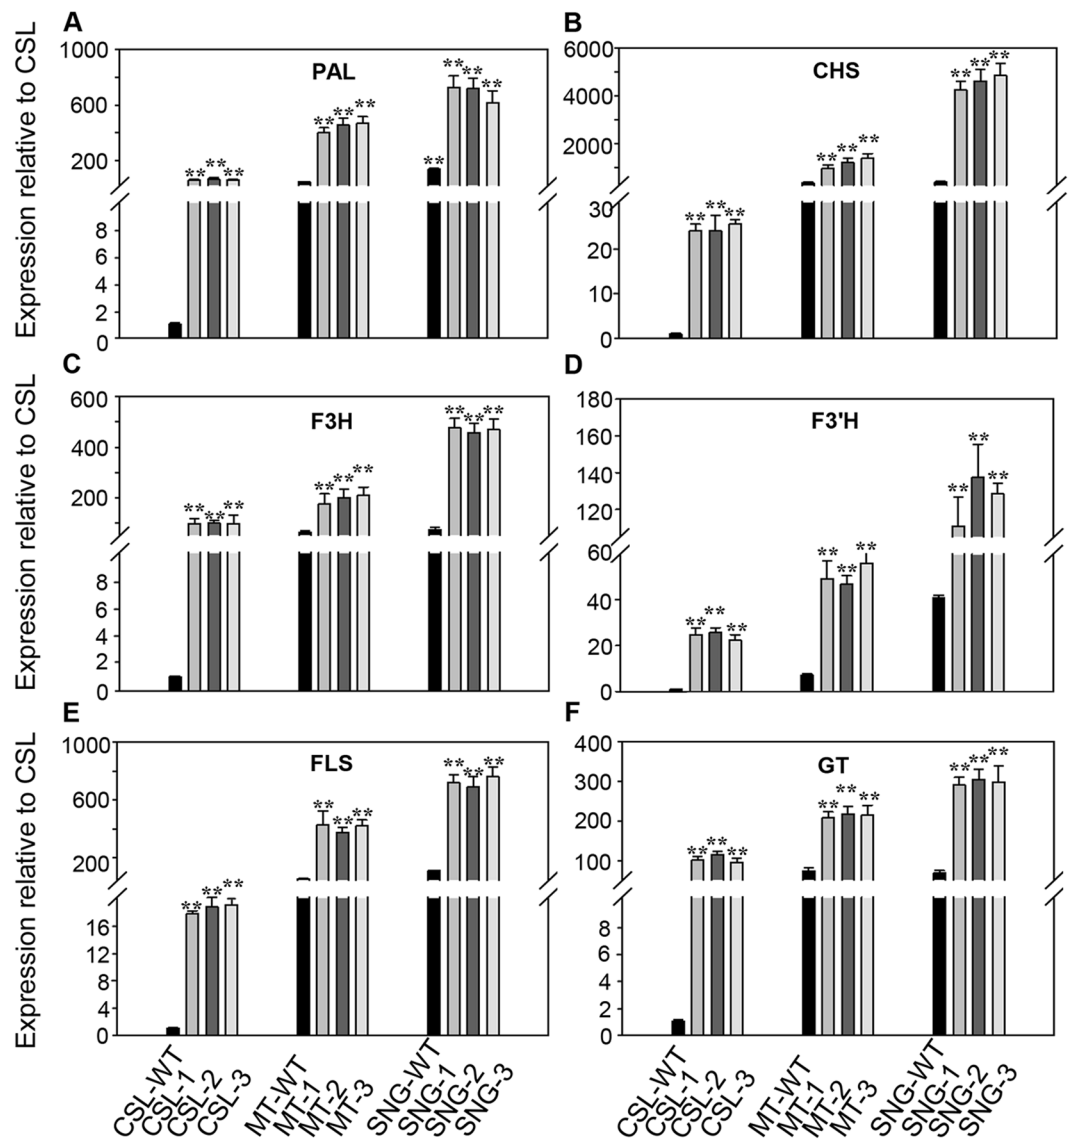 A
Expression relative to CSL
1000
600
200
8
6
4
2
0
PAL
** ** **
** ** **
** ** ** **
B
6000
4000
2000
30
20
10
0
CHS
** ** **
** ** **
** ** **
C
Expression relative to CSL
600
400
200
8
6
4
2
0
F3H
** ** **
** ** **
** ** **
D
180
160
140
120
60
40
20
0
F3'H
** ** **
** ** **
** ** **
E
Expression relative to CSL
1000
600
200
16
12
8
4
0
FLS
** ** **
** ** **
** ** **
F
400
300
200
100
8
6
4
2
0
GT
** ** **
** ** **
** ** **
CSL-WT
CSL-1
CSL-2
CSL-3
MT-WT
MT-1
MT-2
MT-3
SNG-WT
SNG-1
SNG-2
SNG-3
CSL-WT
CSL-1
CSL-2
CSL-3
MT-WT
MT-1
MT-2
MT-3
SNG-WT
SNG-1
SNG-2
SNG-3